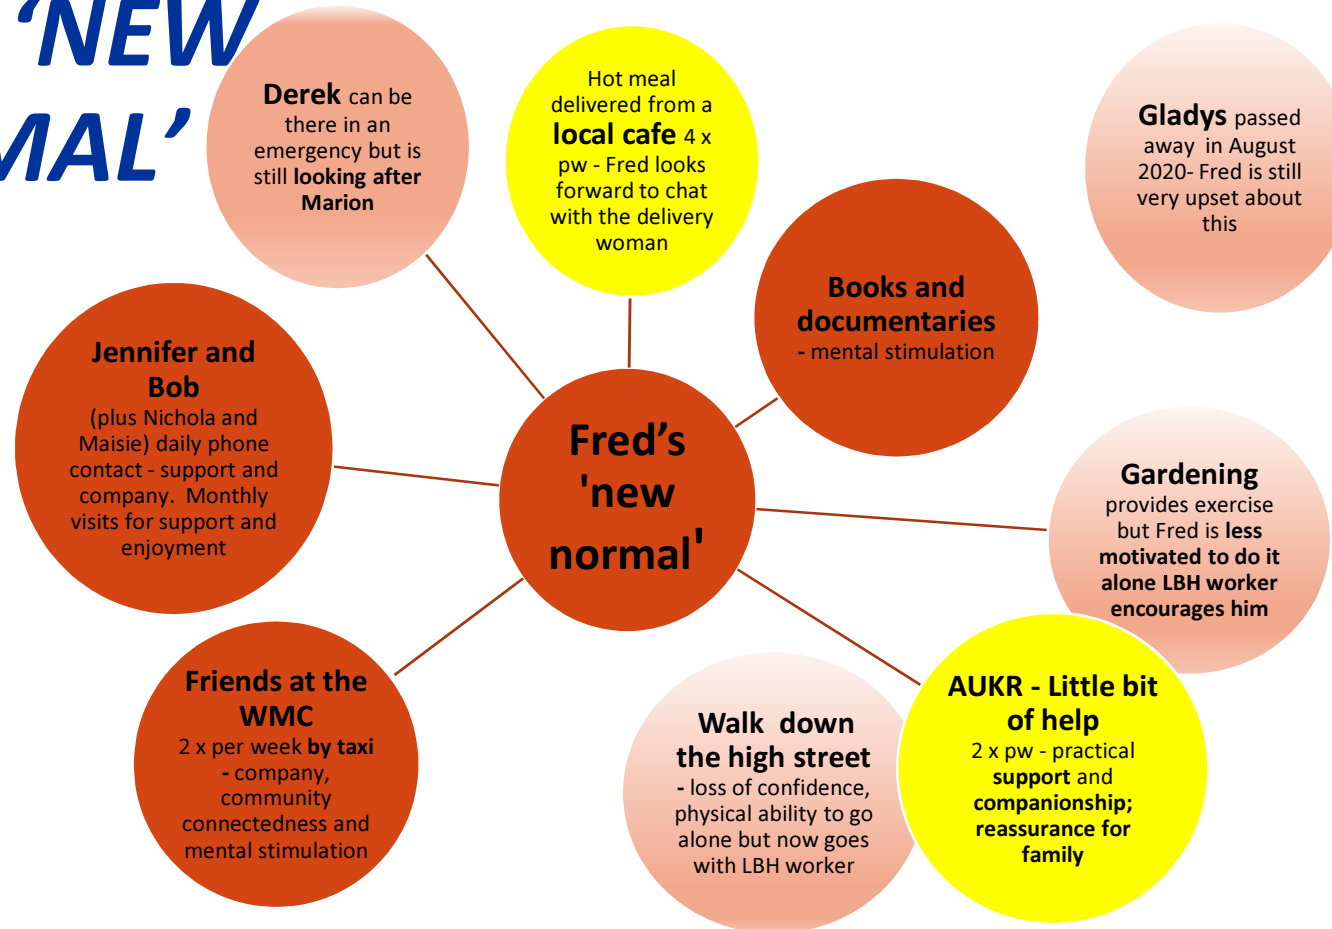 ‘NEW
MAL’
Derek can be
there in an
emergency but is
still looking after
Marion
Hot meal
delivered from a
local cafe 4 x
pw - Fred looks
forward to chat
with the delivery
woman
Gladys passed
away in August
2020- Fred is still
very upset about
this
Books and
documentaries
- mental stimulation
Jennifer and
Bob
(plus Nichola and
Maisie) daily phone
contact - support and
company. Monthly
visits for support and
enjoyment
Fred’s
'new
normal'
Gardening
provides exercise
but Fred is less
motivated to do it
alone LBH worker
encourages him
Friends at the
WMC
2 x per week by taxi
- company,
community
connectedness and
mental stimulation
Walk down
the high street
- loss of confidence,
physical ability to go
alone but now goes
with LBH worker
AUKR - Little bit
of help
2 x pw - practical
support and
companionship;
reassurance for
family